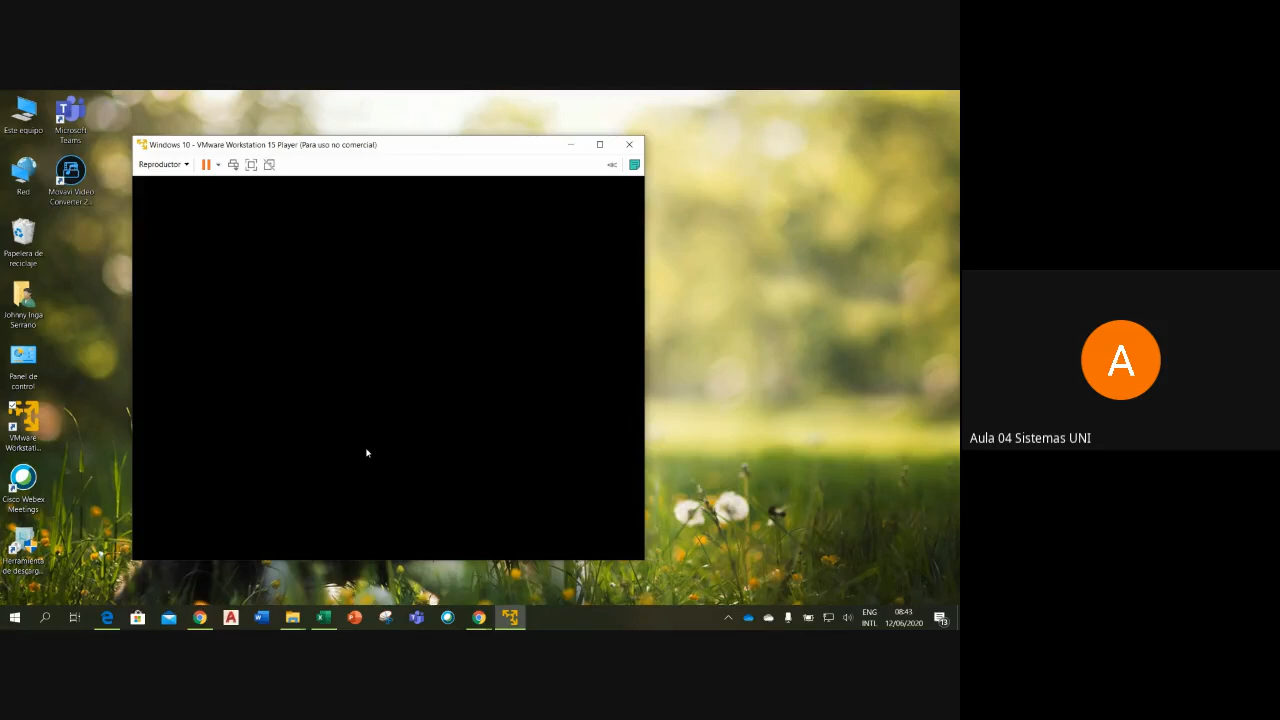 Este equipo
Microsoft
Teams
Red
Movavi Video
Converter 2...
Papelera de
reciclaje
Johnny Inga
Serrano
Panel de
control
VMware
Workstati...
Cisco Webex
Meetings
Herramienta
de descarg...
Windows 10 - VMware Workstation 15 Player (Para uso no comercial)
Reproductor
A
Aula 04 Sistemas UNI
ENG
INTL
08:43
12/06/2020
13